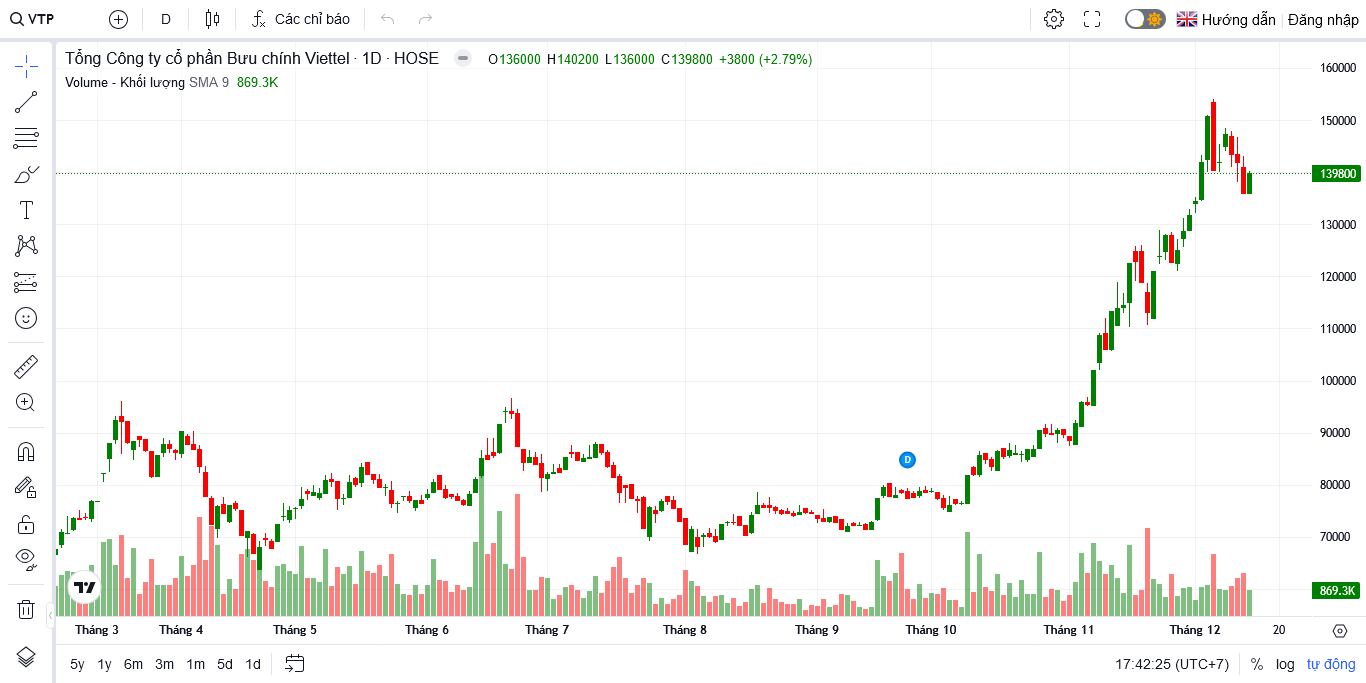 VTP D Các chỉ báo Hướng dẫn Đăng nhập
Tổng Công ty cổ phần Bưu chính Viettel · 1D · HOSE O136000 H140200 L136000 C139800 +3800 (+2.79%)
Volume - Khối lượng SMA 9 869.3K
160000
150000
139800
130000
120000
110000
100000
90000
D
80000
70000
869.3K
Tháng 3 Tháng 4 Tháng 5 Tháng 6 Tháng 7 Tháng 8 Tháng 9 Tháng 10 Tháng 11 Tháng 12 20
5y 1y 6m 3m 1m 5d 1d 17:42:25 (UTC+7) % log tự động